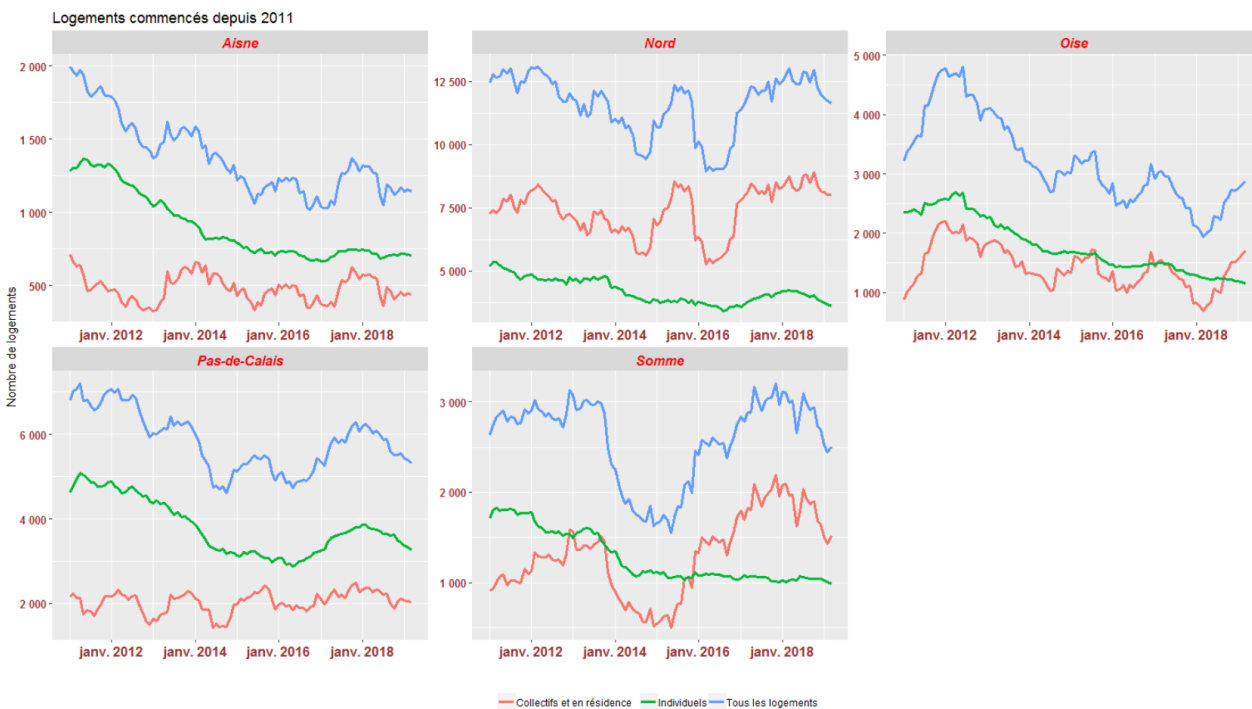 Logements commencés depuis 2011
Nombre de logements
Aisne
2 000
1 500
1 000
500
janv. 2012 janv. 2014 janv. 2016 janv. 2018
Nord
12 500
10 000
7 500
5 000
janv. 2012 janv. 2014 janv. 2016 janv. 2018
Oise
5 000
4 000
3 000
2 000
1 000
janv. 2012 janv. 2014 janv. 2016 janv. 2018
Pas-de-Calais
6 000
4 000
2 000
janv. 2012 janv. 2014 janv. 2016 janv. 2018
Somme
3 000
2 000
1 000
janv. 2012 janv. 2014 janv. 2016 janv. 2018
Collectifs et en résidence Individuels Tous les logements